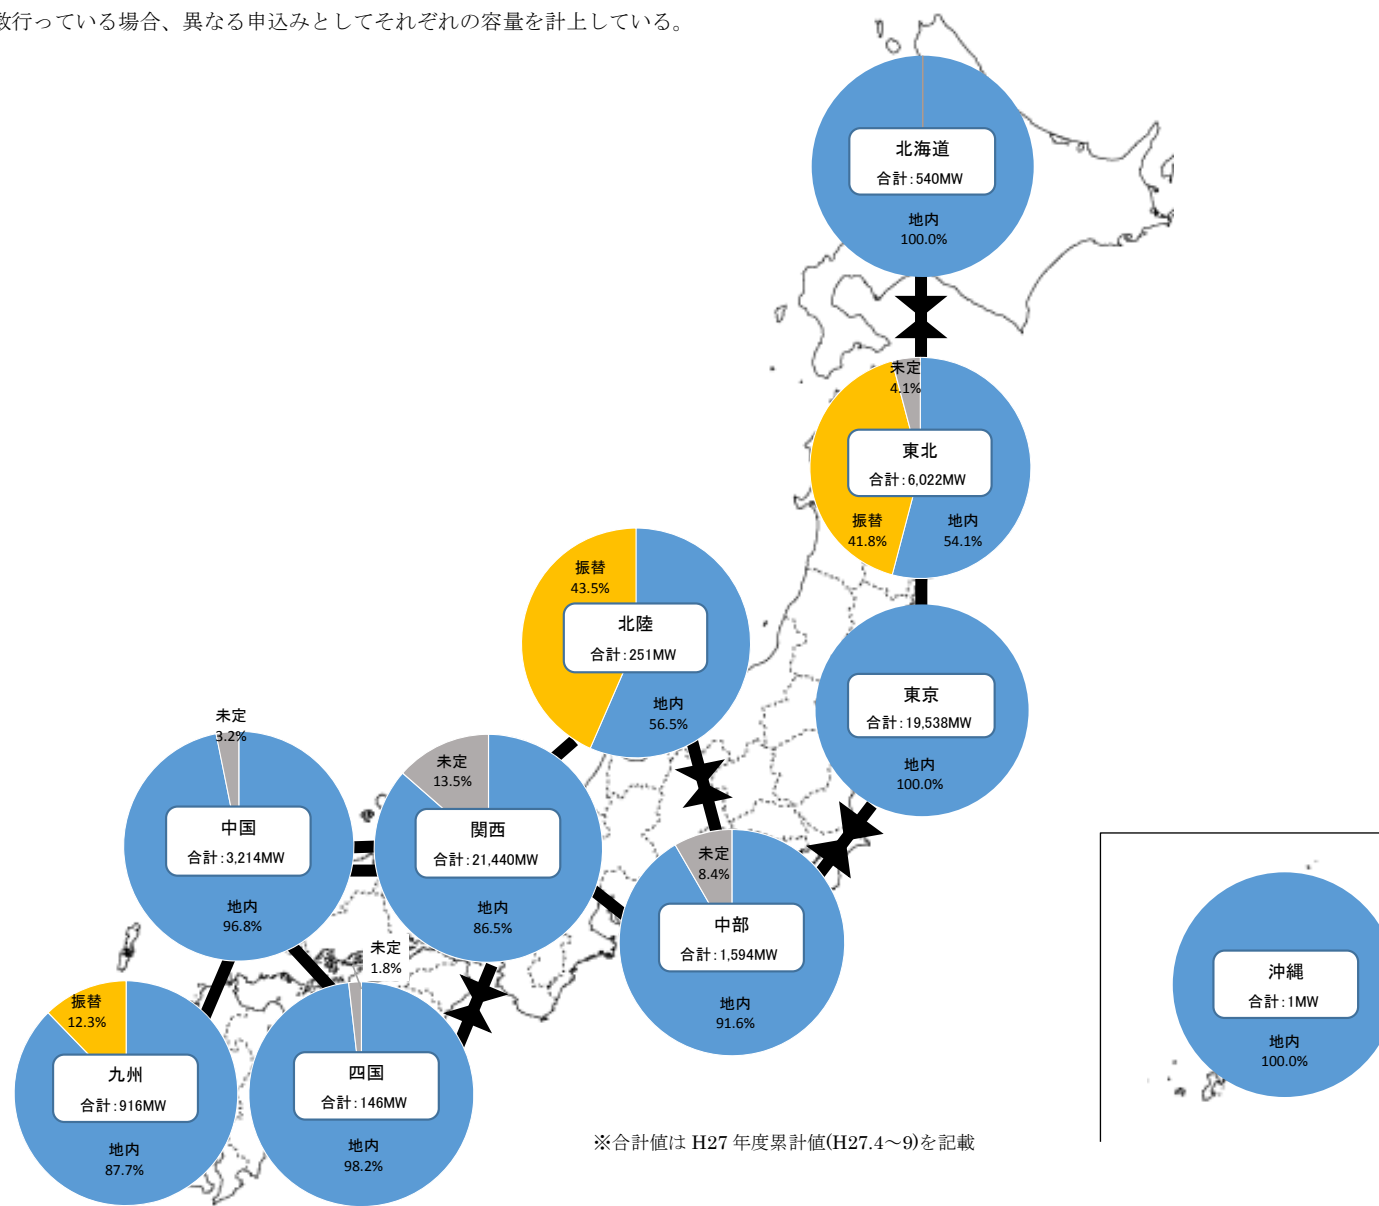 数行っている場合、異なる申込みとしてそれぞれの容量を計上している。
北海道
合計:540MW
地内
100.0%
未定
4.1%
東北
合計:6,022MW
振替
41.8%
地内
54.1%
振替
43.5%
北陸
合計:251MW
地内
56.5%
東京
合計:19,538MW
地内
100.0%
未定
3.2%
中国
合計:3,214MW
地内
96.8%
未定
13.5%
関西
合計:21,440MW
地内
86.5%
未定
8.4%
中部
合計:1,594MW
地内
91.6%
振替
12.3%
九州
合計:916MW
地内
87.7%
未定
1.8%
四国
合計:146MW
地内
98.2%
沖縄
合計:1MW
地内
100.0%
※合計値は H27 年度累計値(H27.4～9)を記載